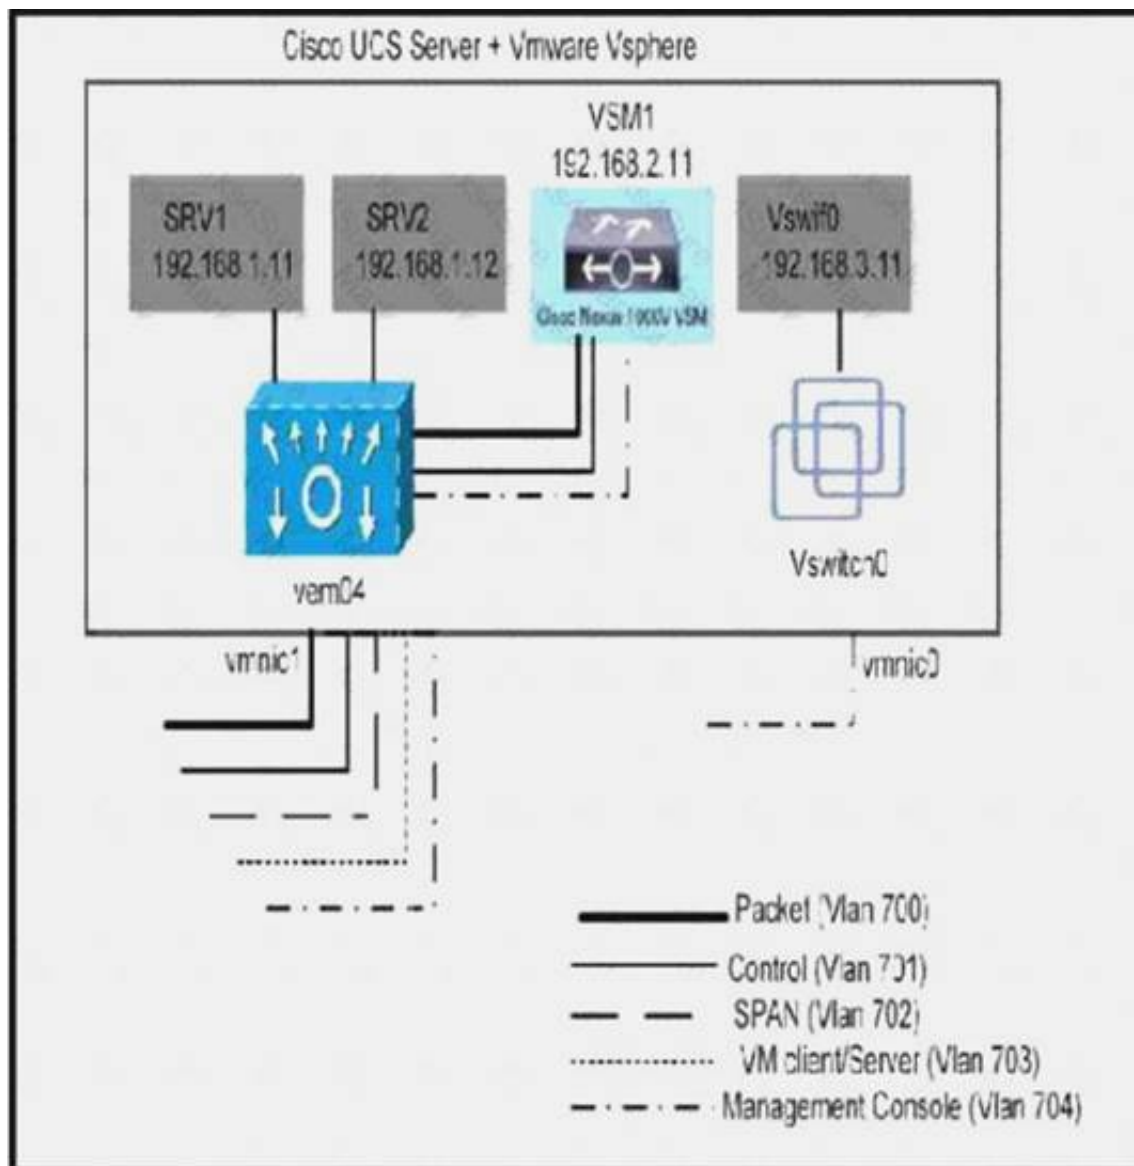 Cisco UCS Server + Vmware Vsphere
VSM1
192.168.2.11
SRV1
192.168.1.11
SRV2
192.168.1.12
Vswif0
192.168.3.11
Cisco Nexus 1000V VSM
vem04
Vswitch0
vmnic1
vmnic0
Packet (Vlan 700)
Control (Vlan 701)
SPAN (Vlan 702)
VM client/Server (Vlan 703)
Management Console (Vlan 704)